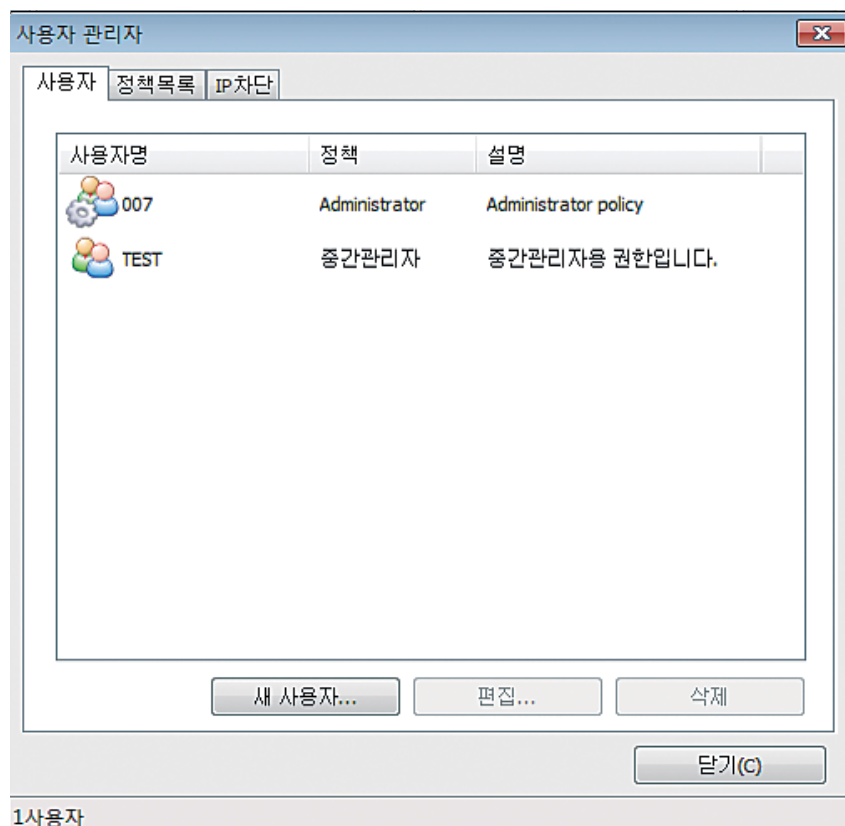 사용자 관리자
사용자 정책목록 IP차단
사용자명 정책 설명
007 Administrator Administrator policy
TEST 중간관리자 중간관리자용 권한입니다.
새 사용자... 편집... 삭제
닫기(C)
1사용자